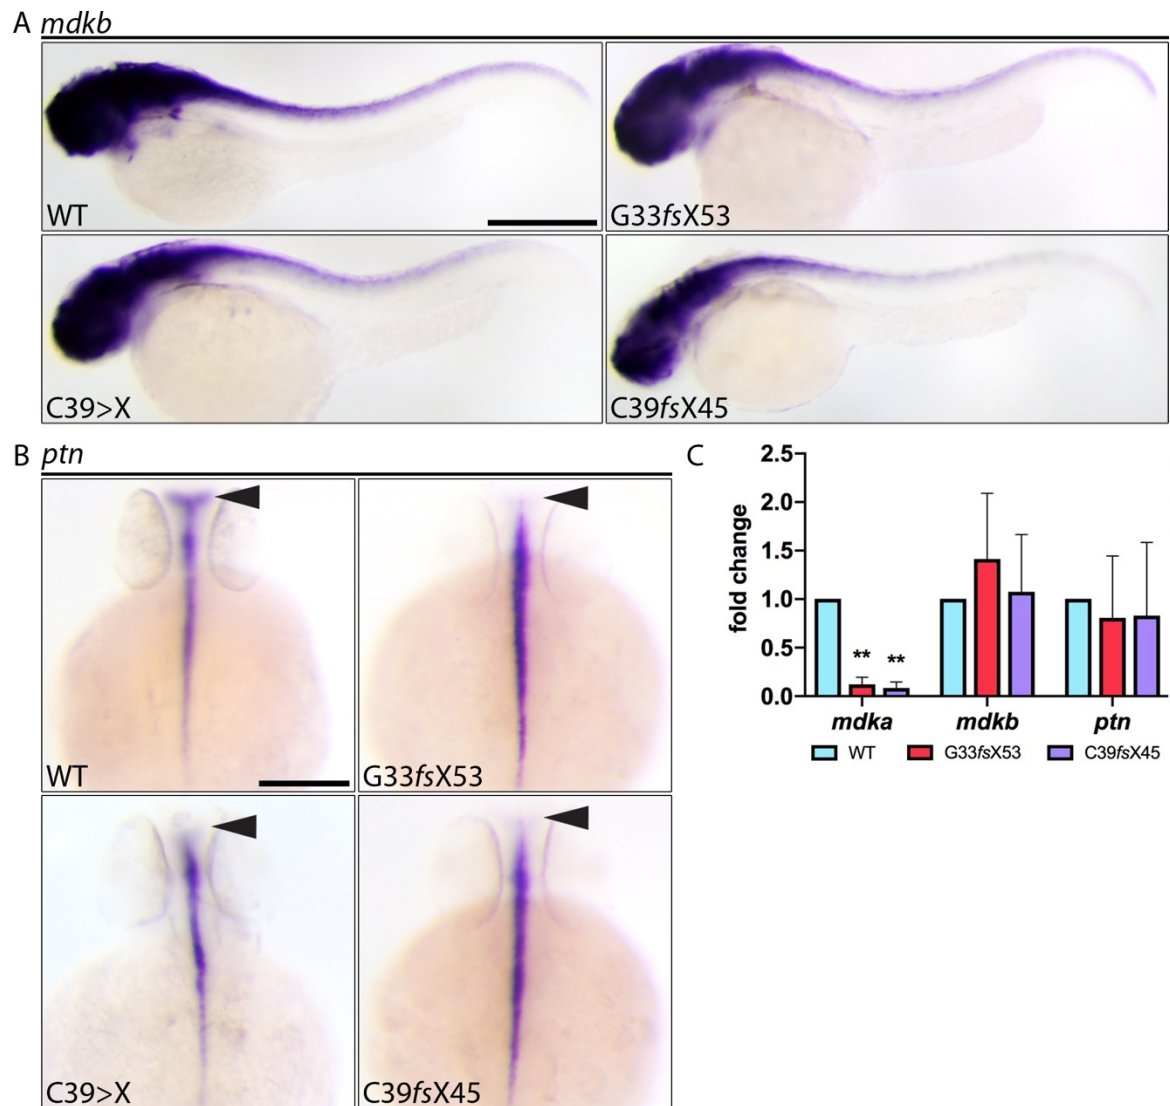 A mdkb
WT
G33fsX53
C39>X
C39fsX45
B ptn
WT
G33fsX53
C39>X
C39fsX45
C
2.5
2.0
1.5
1.0
0.5
0.0
fold change
** **
mdka mdkb ptn
WT G33fsX53 C39fsX45